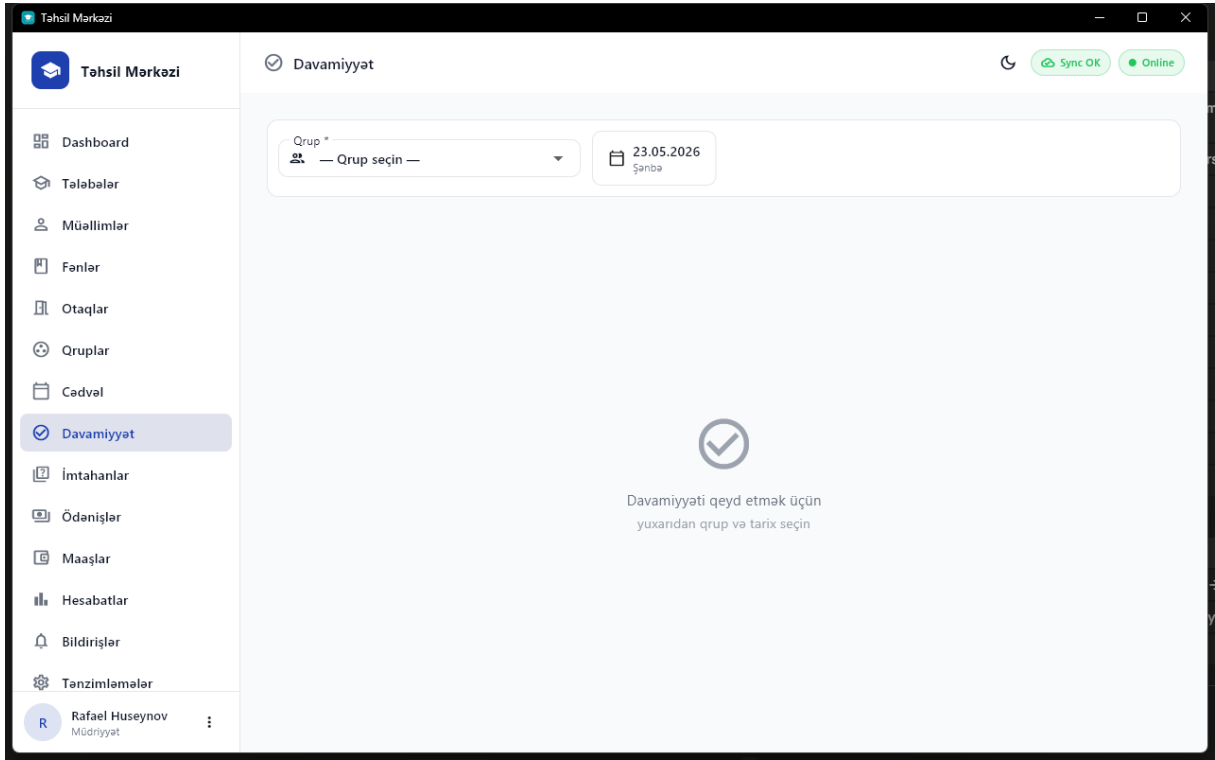 Təhsil Mərkəzi
Təhsil Mərkəzi
Davamiyyət
Sync OK
Online
Dashboard
Tələbələr
Müəllimlər
Fənlər
Otaqlar
Qruplar
Cədvəl
Davamiyyət
İmtahanlar
Ödənişlər
Maaşlar
Hesabatlar
Bildirişlər
Tənzimləmələr
Rafael Huseynov
Müdriyyət
Qrup *
— Qrup seçin —
23.05.2026
Şənbə
Davamiyyəti qeyd etmək üçün
yuxarıdan qrup və tarix seçin